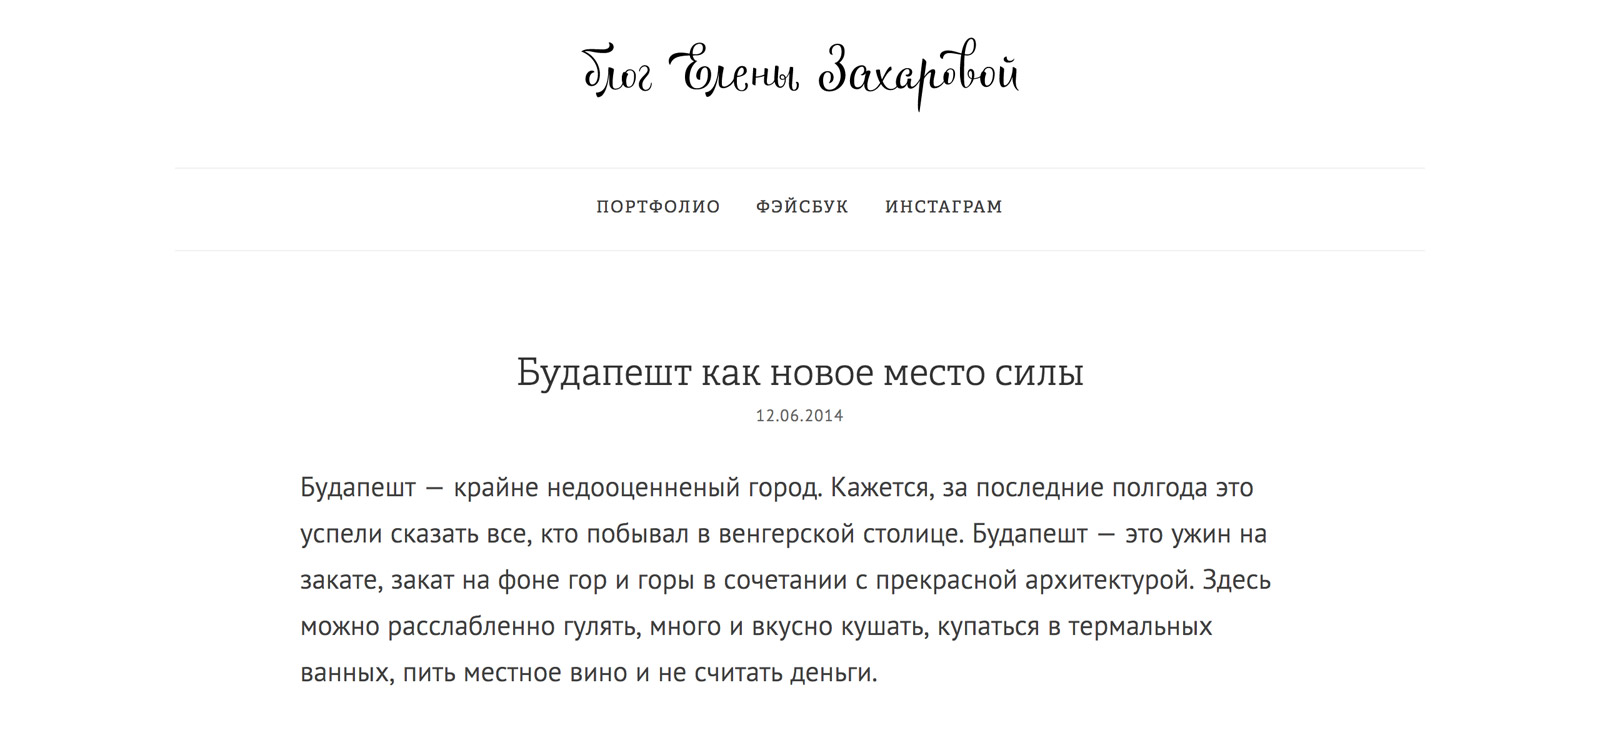 блог Елены Захаровой
ПОРТФОЛИО ФЭЙСБУК ИНСТАГРАМ
Будапешт как новое место силы
12.06.2014
Будапешт — крайне недооценненый город. Кажется, за последние полгода это
успели сказать все, кто побывал в венгерской столице. Будапешт — это ужин на
закате, закат на фоне гор и горы в сочетании с прекрасной архитектурой. Здесь
можно расслабленно гулять, много и вкусно кушать, купаться в термальных
ванных, пить местное вино и не считать деньги.